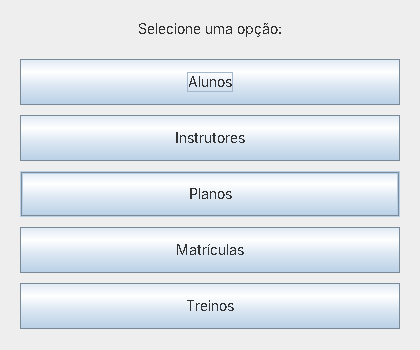 Selecione uma opção:
Alunos
Instrutores
Planos
Matrículas
Treinos